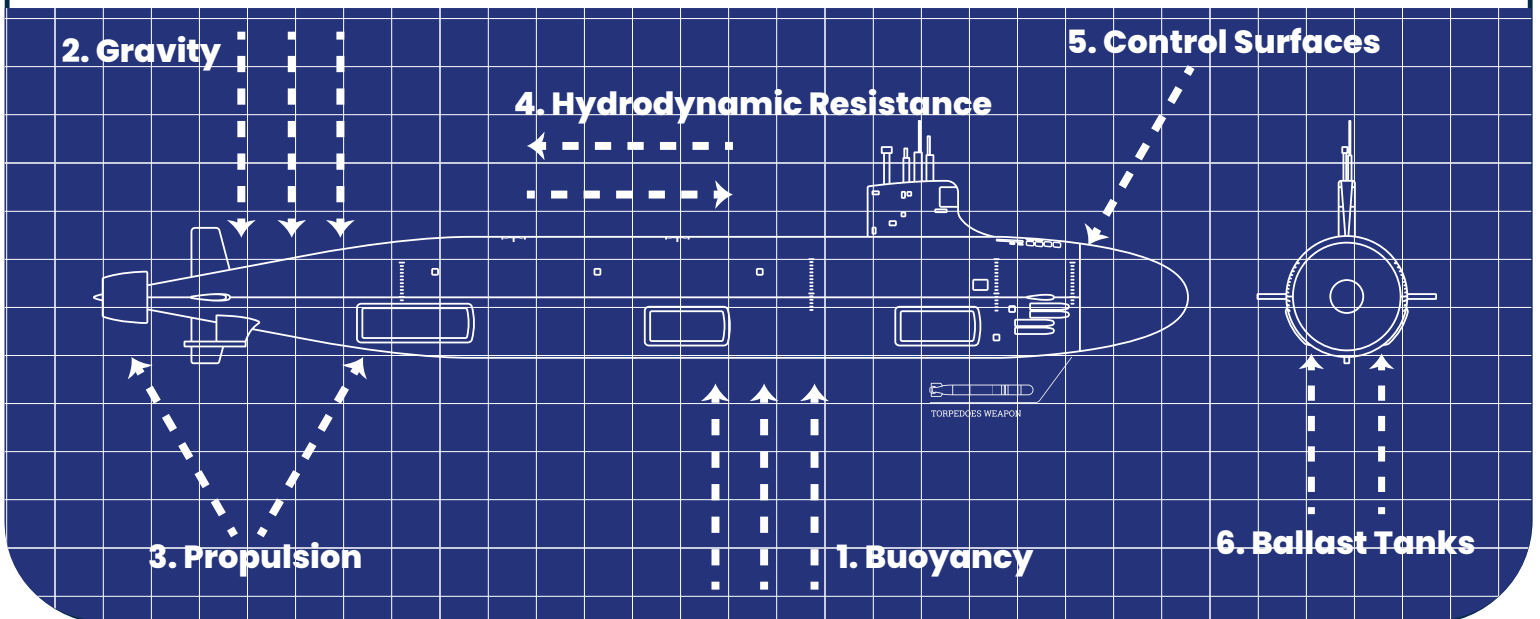 2. Gravity
5. Control Surfaces
4. Hydrodynamic Resistance
TORPEDOES WEAPON
3. Propulsion
1. Buoyancy
6. Ballast Tanks